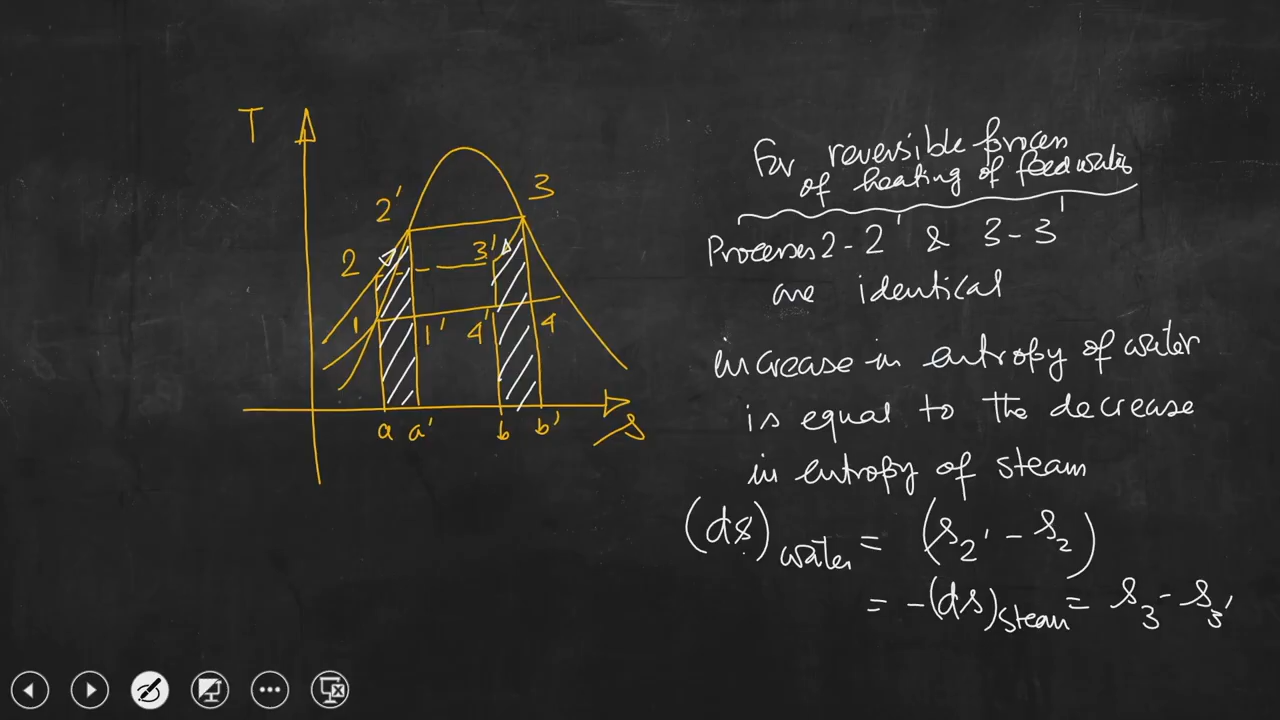 T
3
2'
3'
2
1
1'
4'
4
a a' b b'
s
For reversible process
of heating of feedwater
Processes 2-2' & 3-3'
are identical
increase in entropy of water
is equal to the decrease
in entropy of steam
(ds)water = (s2' - s2)
= -(ds)steam = s3 - s3'